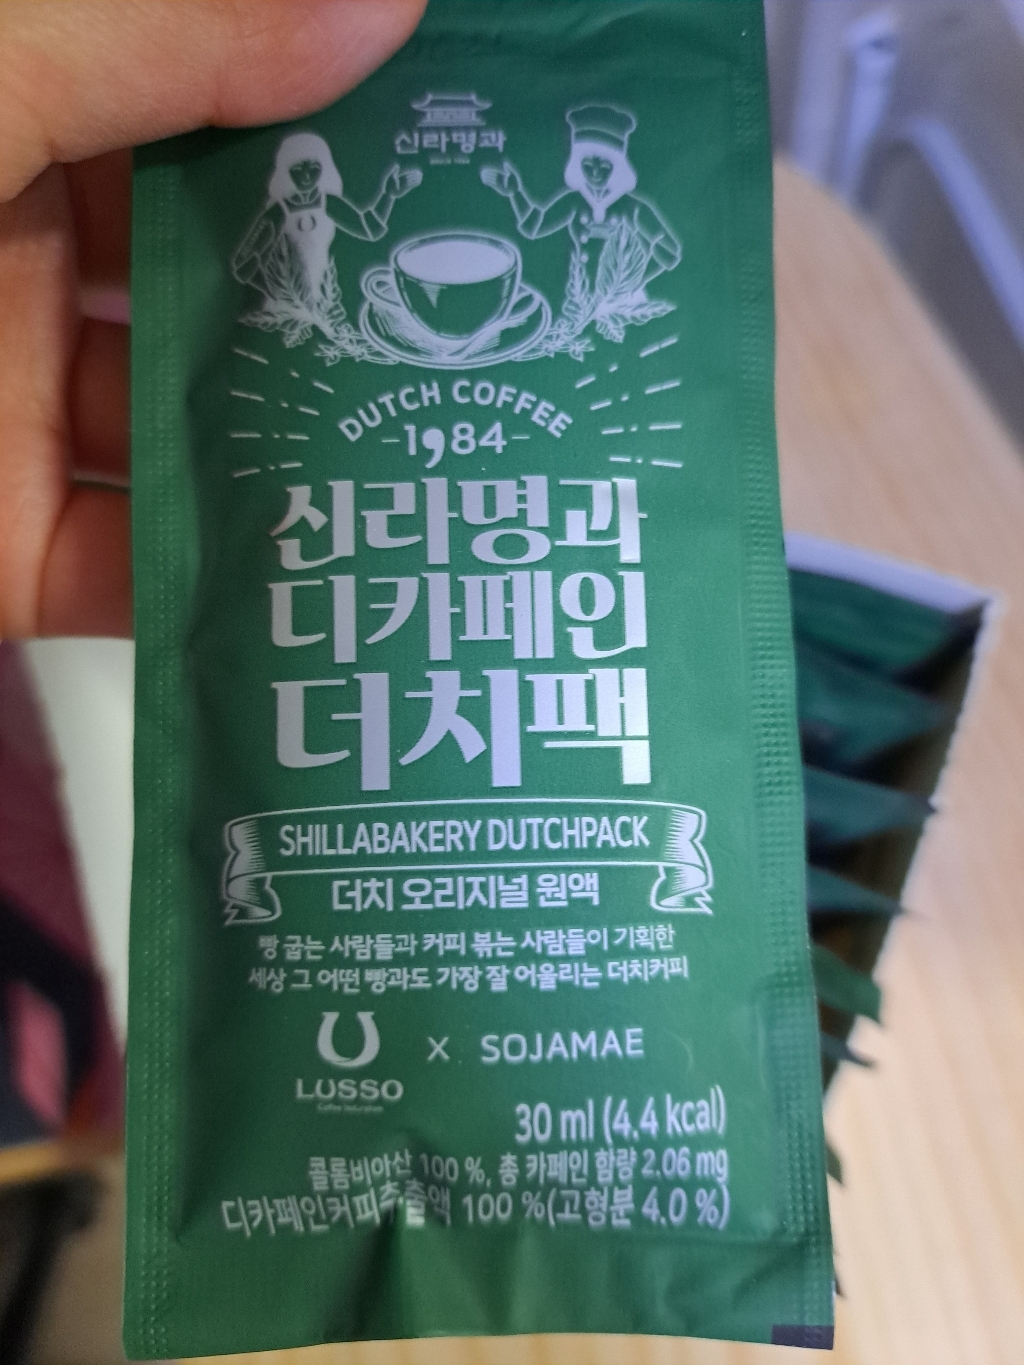 신라명과
SINCE 1984
DUTCH COFFEE
1984
신라명과
디카페인
더치팩
SHILLABAKERY DUTCHPACK
더치 오리지널 원액
빵 굽는 사람들과 커피 볶는 사람들이 기획한
세상 그 어떤 빵과도 가장 잘 어울리는 더치커피
LUSSO X SOJAMAE
30 ml (4.4 kcal)
콜롬비아산 100 %, 총 카페인 함량 2.06 mg
디카페인커피추출액 100 %(고형분 4.0 %)